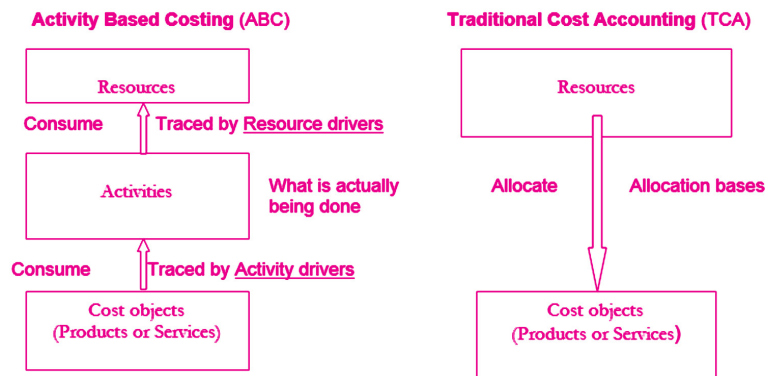 Activity Based Costing (ABC)
Resources
Consume
Traced by Resource drivers
Activities
What is actually
being done
Consume
Traced by Activity drivers
Cost objects
(Products or Services)
Traditional Cost Accounting (TCA)
Resources
Allocate
Allocation bases
Cost objects
(Products or Services)